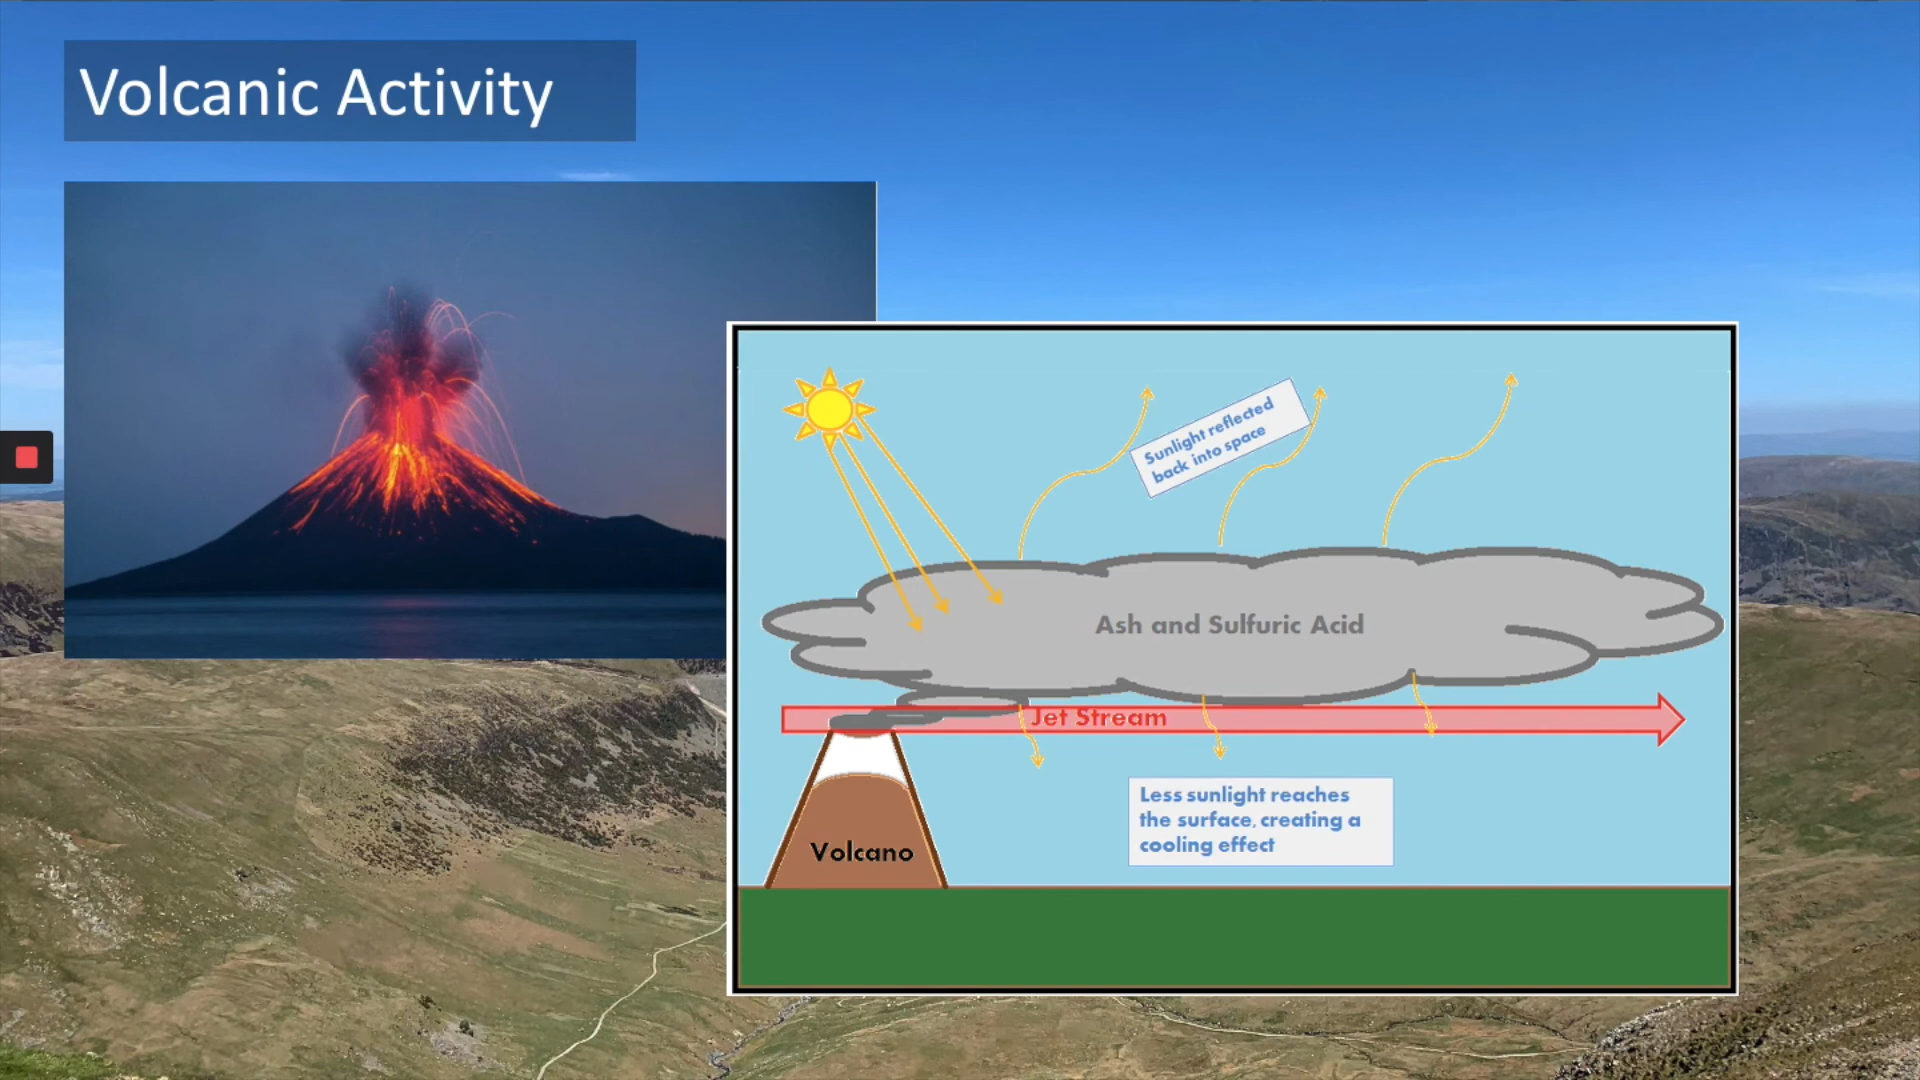 Volcanic Activity
Sunlight reflected
back into space
Ash and Sulfuric Acid
Jet Stream
Less sunlight reaches
the surface, creating a
cooling effect
Volcano